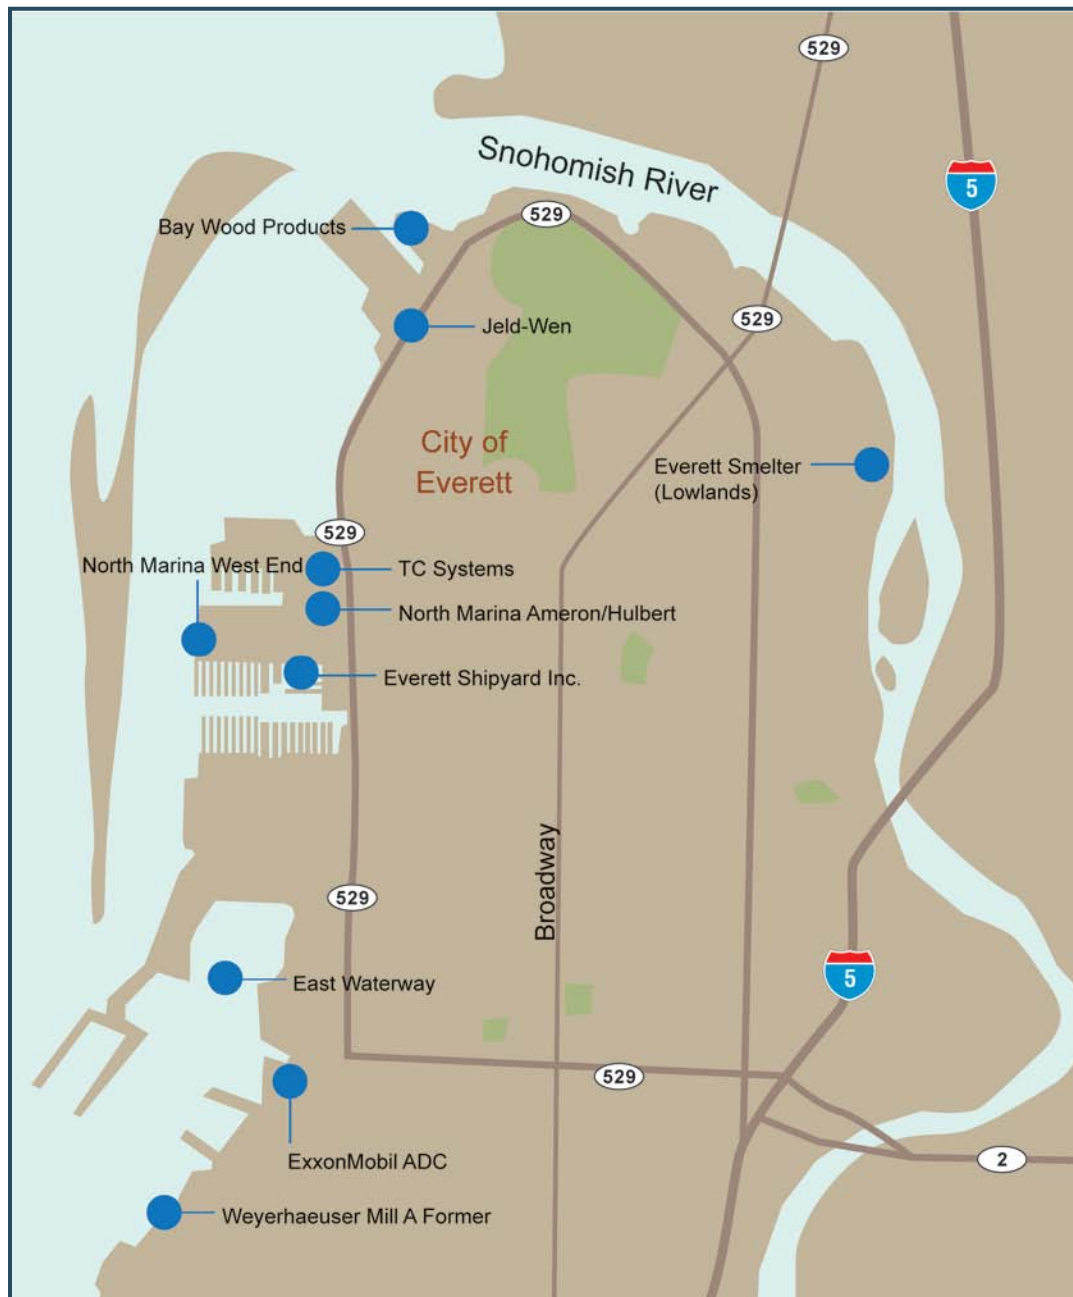 529
Snohomish River
5
529
Bay Wood Products
529
Jeld-Wen
City of
Everett
Everett Smelter
(Lowlands)
529
North Marina West End
TC Systems
North Marina Ameron/Hulbert
Everett Shipyard Inc.
Broadway
529
5
East Waterway
529
ExxonMobil ADC
2
Weyerhaeuser Mill A Former